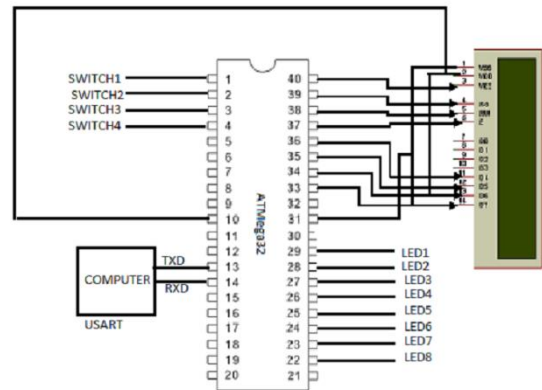 SWITCH1
SWITCH2
SWITCH3
SWITCH4
COMPUTER
USART
TXD
RXD
1
2
3
4
5
6
7
8
9
10
11
12
13
14
15
16
17
18
19
20
ATMega032
40
39
38
37
36
35
34
33
32
31
30
29
28
27
26
25
24
23
22
21
LED1
LED2
LED3
LED4
LED5
LED6
LED7
LED8